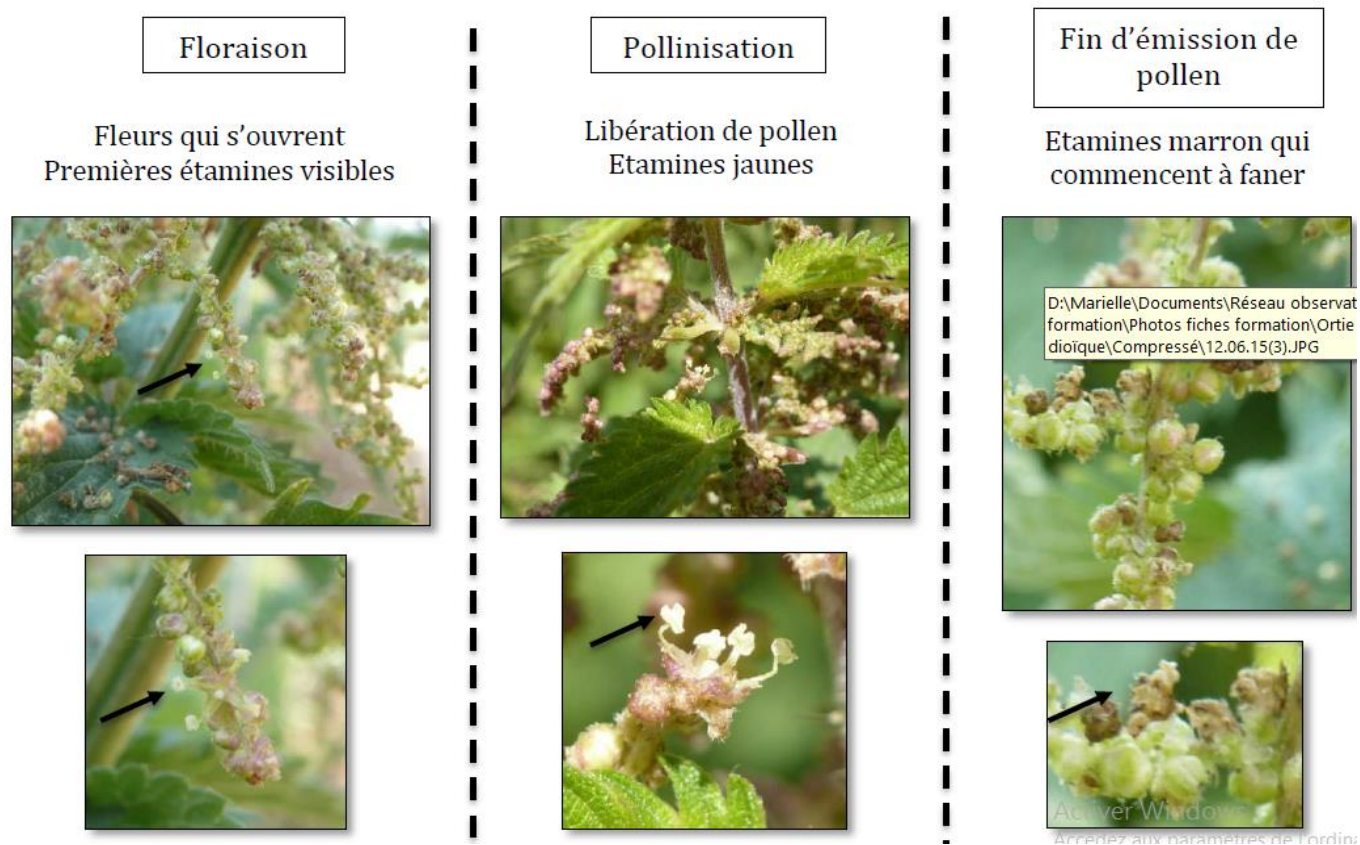 Floraison
Fleurs qui s'ouvrent
Premières étamines visibles
Pollinisation
Libération de pollen
Etamines jaunes
Fin d'émission de
pollen
Etamines marron qui
commencent à faner
D:\Marielle\Documents\Réseau observat
formation\Photos fiches formation\Ortie
dioïque\Compressé\12.06.15(3).JPG
Activer Windows
Accédez aux paramètres de l'ordina